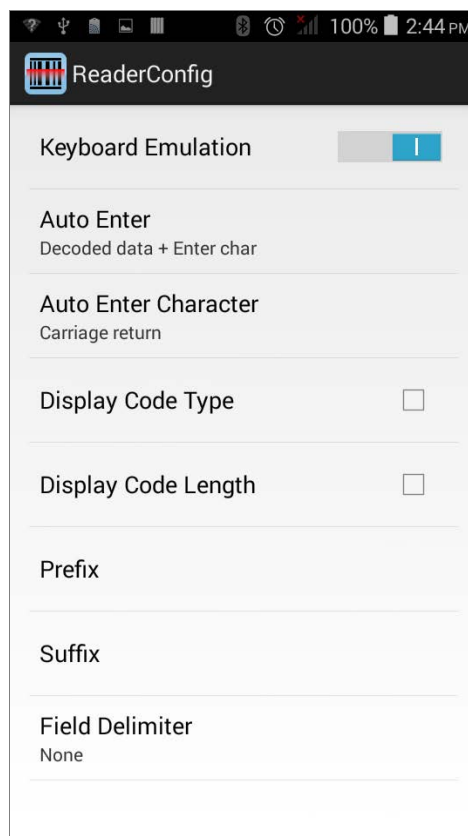 100% 2:44 PM
ReaderConfig
Keyboard Emulation
Auto Enter
Decoded data + Enter char
Auto Enter Character
Carriage return
Display Code Type
Display Code Length
Prefix
Suffix
Field Delimiter
None